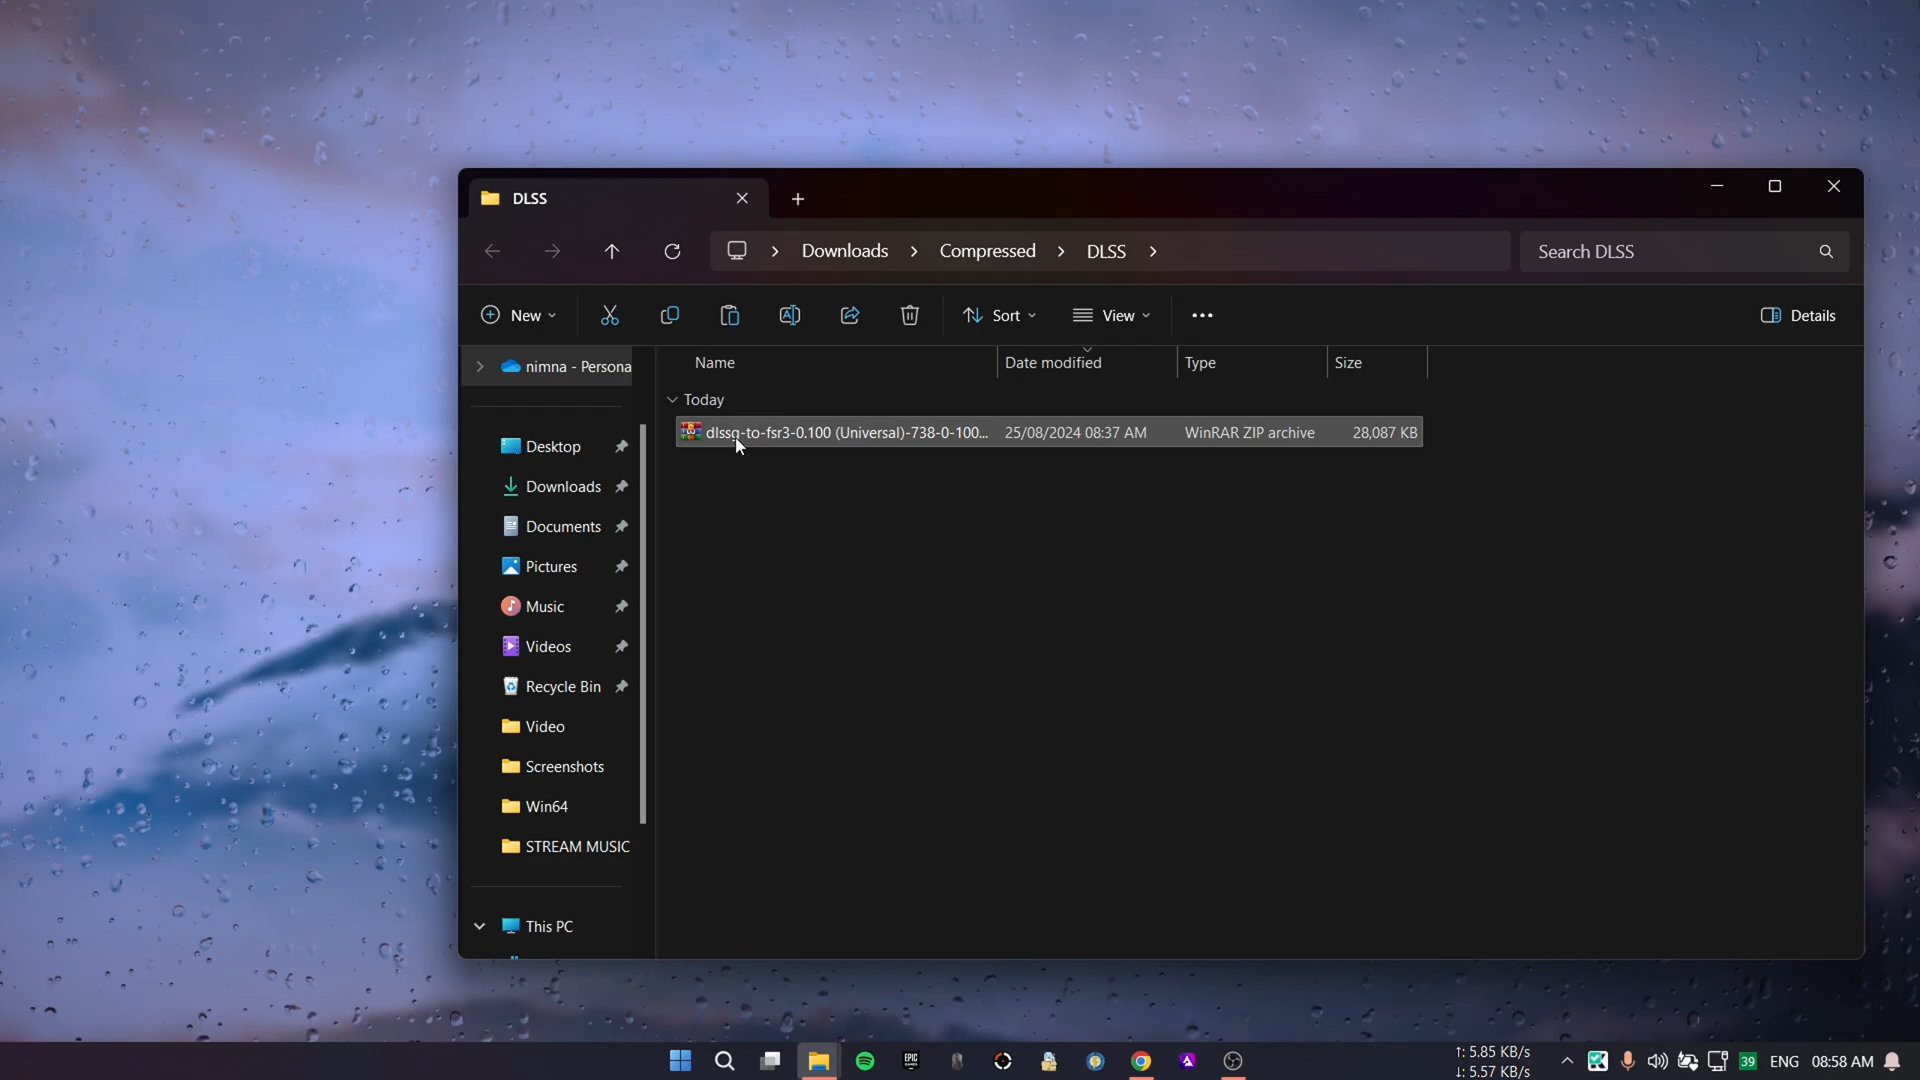 DLSS
Downloads > Compressed > DLSS >
Search DLSS
New
Sort
View
Details
nimna - Persona
Name
Date modified
Type
Size
Today
dlssg-to-fsr3-0.100 (Universal)-738-0-100... 25/08/2024 08:37 AM WinRAR ZIP archive 28,087 KB
Desktop
Downloads
Documents
Pictures
Music
Videos
Recycle Bin
Video
Screenshots
Win64
STREAM MUSIC
This PC
EPIC GAMES
↑: 5.85 KB/s
↓: 5.57 KB/s
39
ENG
08:58 AM